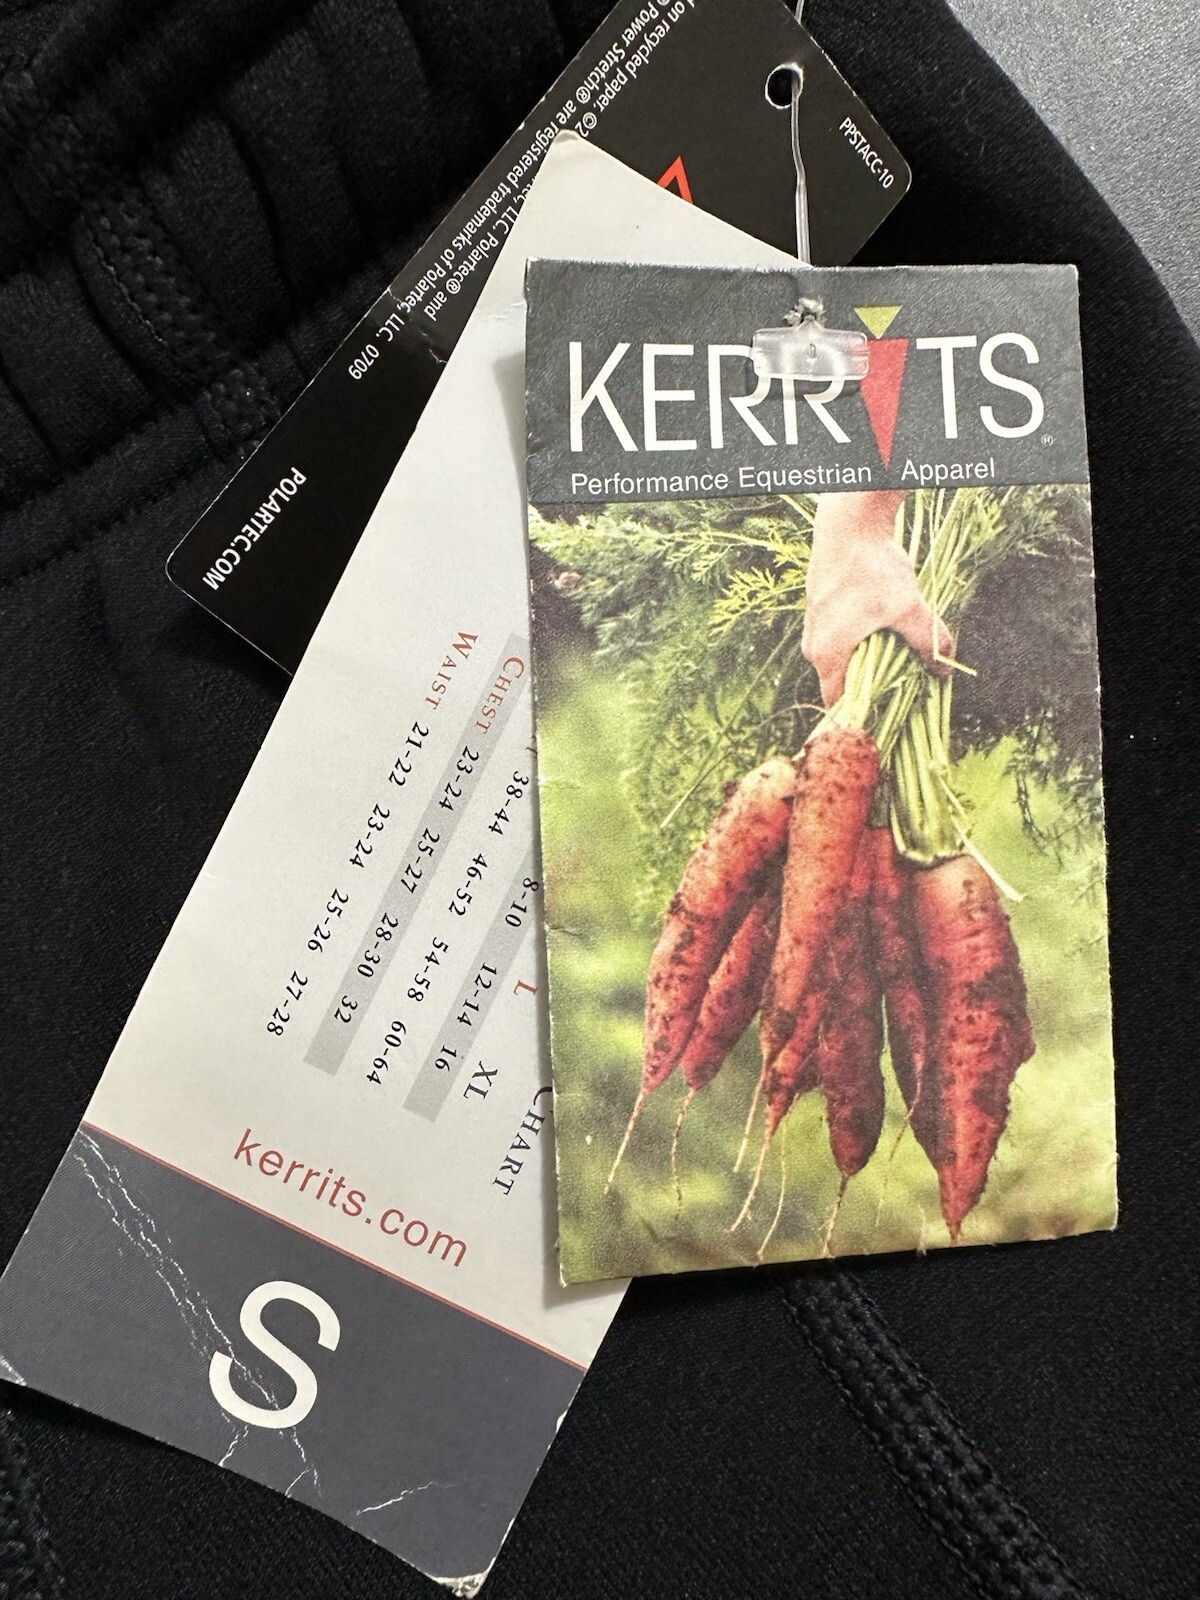 d on recycled paper. ©2
® Power Stretch® are registered trademarks of Polartec, LLC. 0709
LLC. Polartec® and
PPSTACC-10
POLARTEC.COM
KERRITS®
Performance Equestrian Apparel
CHART
L XL
8-10 12-14 16
38-44 46-52 54-58 60-64
CHEST 23-24 25-27 28-30 32
WAIST 21-22 23-24 25-26 27-28
kerrits.com
S